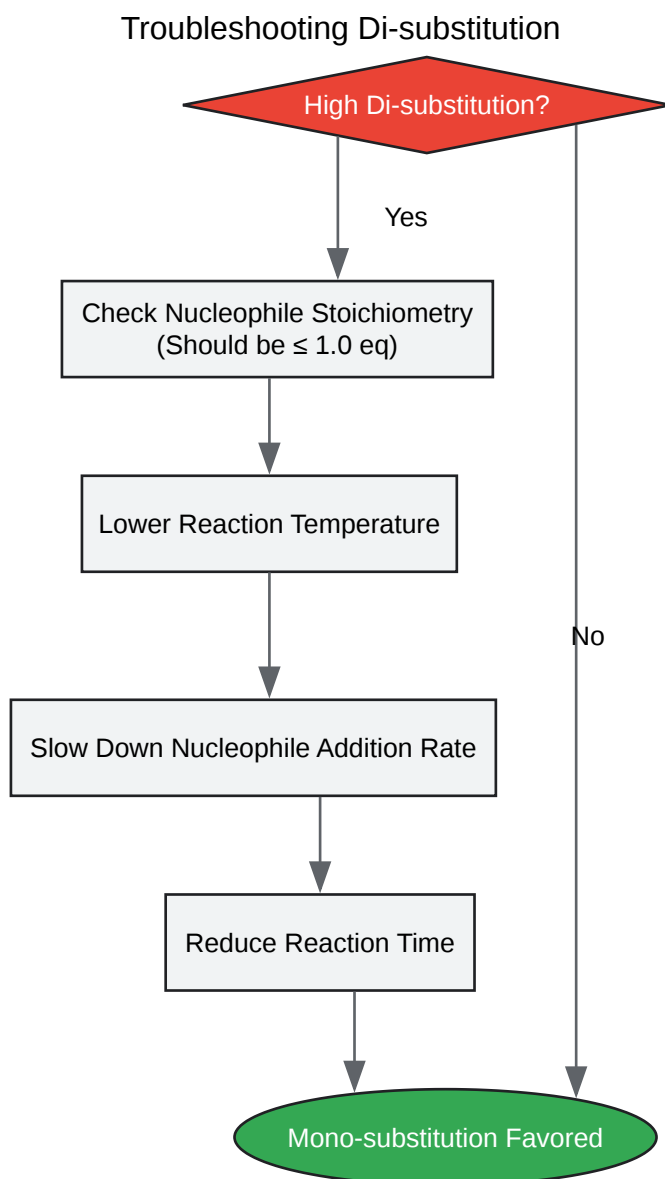 Troubleshooting Di-substitution
High Di-substitution?
Yes
Check Nucleophile Stoichiometry
(Should be ≤ 1.0 eq)
Lower Reaction Temperature
No
Slow Down Nucleophile Addition Rate
Reduce Reaction Time
Mono-substitution Favored